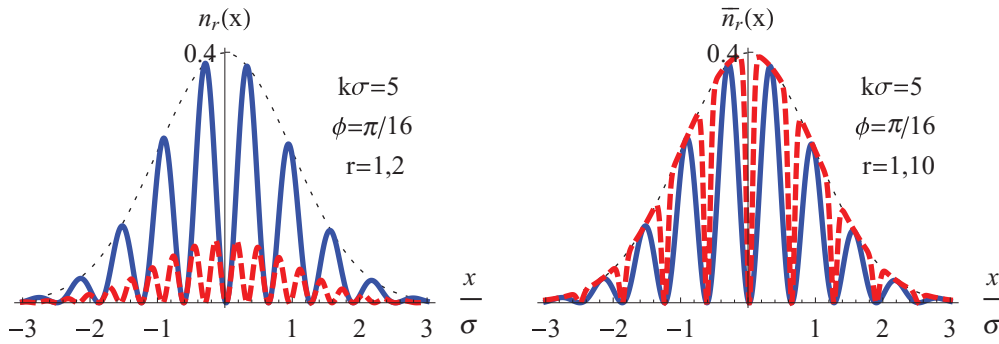 n_r(x)
0.4
kσ=5
ϕ=π/16
r=1,2
x
σ
−3 −2 −1 1 2 3
n̅_r(x)
0.4
kσ=5
ϕ=π/16
r=1,10
x
σ
−3 −2 −1 1 2 3